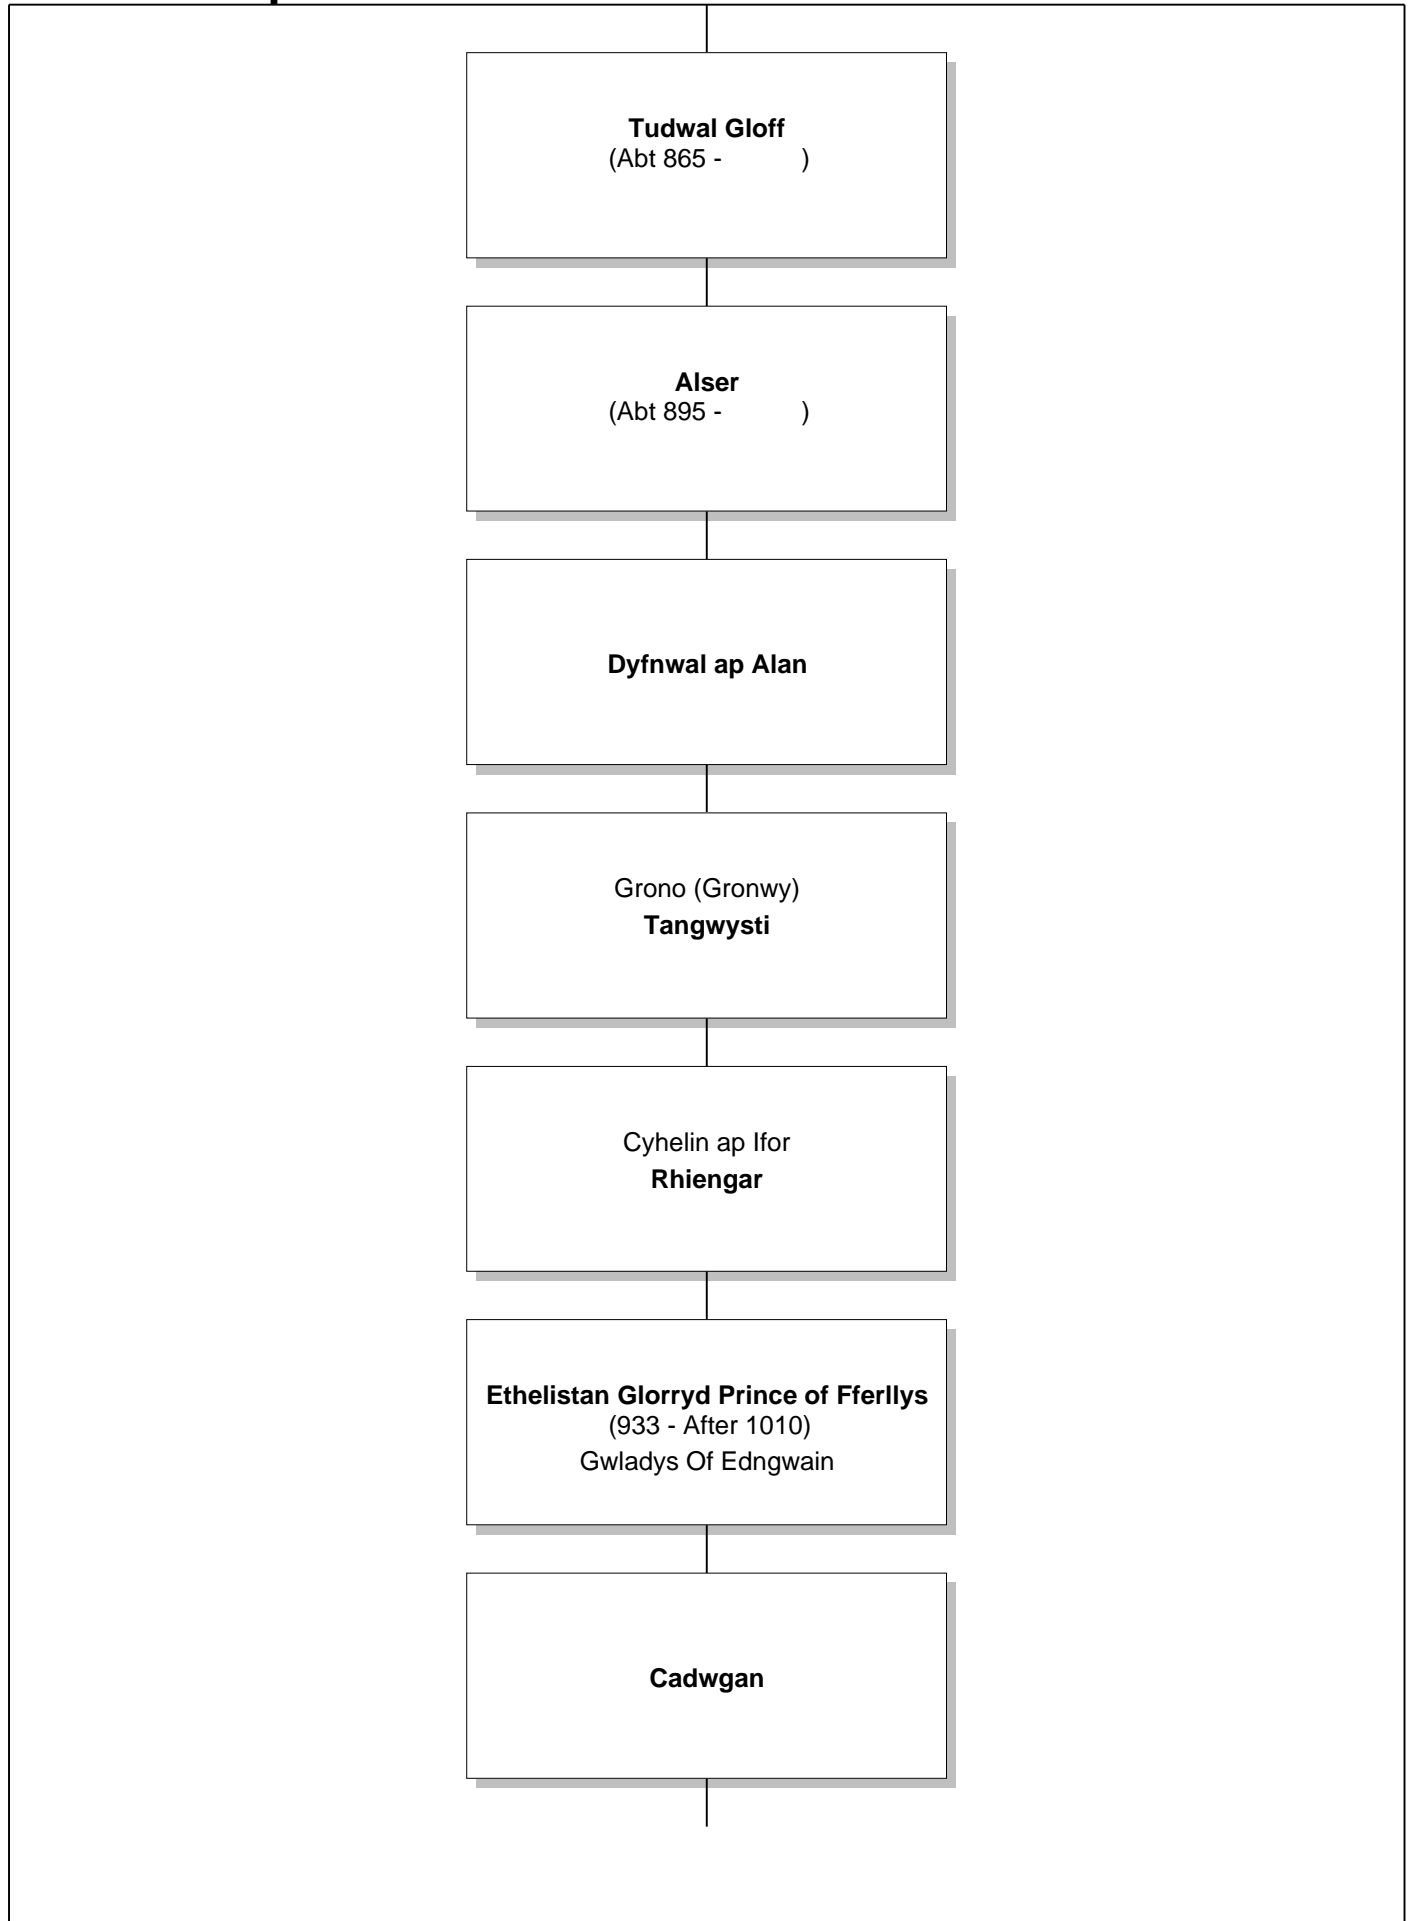 Tudwal Gloff
(Abt 865 - )
Alser
(Abt 895 - )
Dyfnwal ap Alan
Grono (Gronwy)
Tangwysti
Cyhelin ap Ifor
Rhiengar
Ethelistan Glorryd Prince of Fferllys
(933 - After 1010)
Gwladys Of Edngwain
Cadwgan